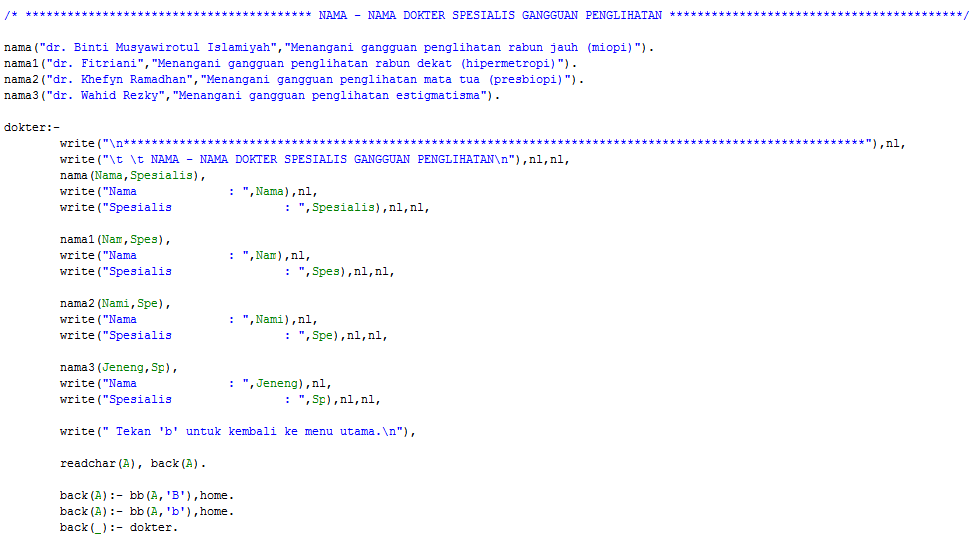 /* ***************************************** NAMA - NAMA DOKTER SPESIALIS GANGGUAN PENGLIHATAN ******************************************/
nama("dr. Binti Musyawirotul Islamiyah","Menangani gangguan penglihatan rabun jauh (miopi)").
nama1("dr. Fitriani","Menangani gangguan penglihatan rabun dekat (hipermetropi)").
nama2("dr. Khefyn Ramadhan","Menangani gangguan penglihatan mata tua (presbiopi)").
nama3("dr. Wahid Rezky","Menangani gangguan penglihatan estigmatisma").
dokter:-
write("\n**********************************************************************************************************"),nl,
write("\t \t NAMA - NAMA DOKTER SPESIALIS GANGGUAN PENGLIHATAN\n"),nl,nl,
nama(Nama,Spesialis),
write("Nama : ",Nama),nl,
write("Spesialis : ",Spesialis),nl,nl,
nama1(Nam,Spes),
write("Nama : ",Nam),nl,
write("Spesialis : ",Spes),nl,nl,
nama2(Nami,Spe),
write("Nama : ",Nami),nl,
write("Spesialis : ",Spe),nl,nl,
nama3(Jeneng,Sp),
write("Nama : ",Jeneng),nl,
write("Spesialis : ",Sp),nl,nl,
write(" Tekan 'b' untuk kembali ke menu utama.\n"),
readchar(A), back(A).
back(A):- bb(A,'B'),home.
back(A):- bb(A,'b'),home.
back(_):- dokter.